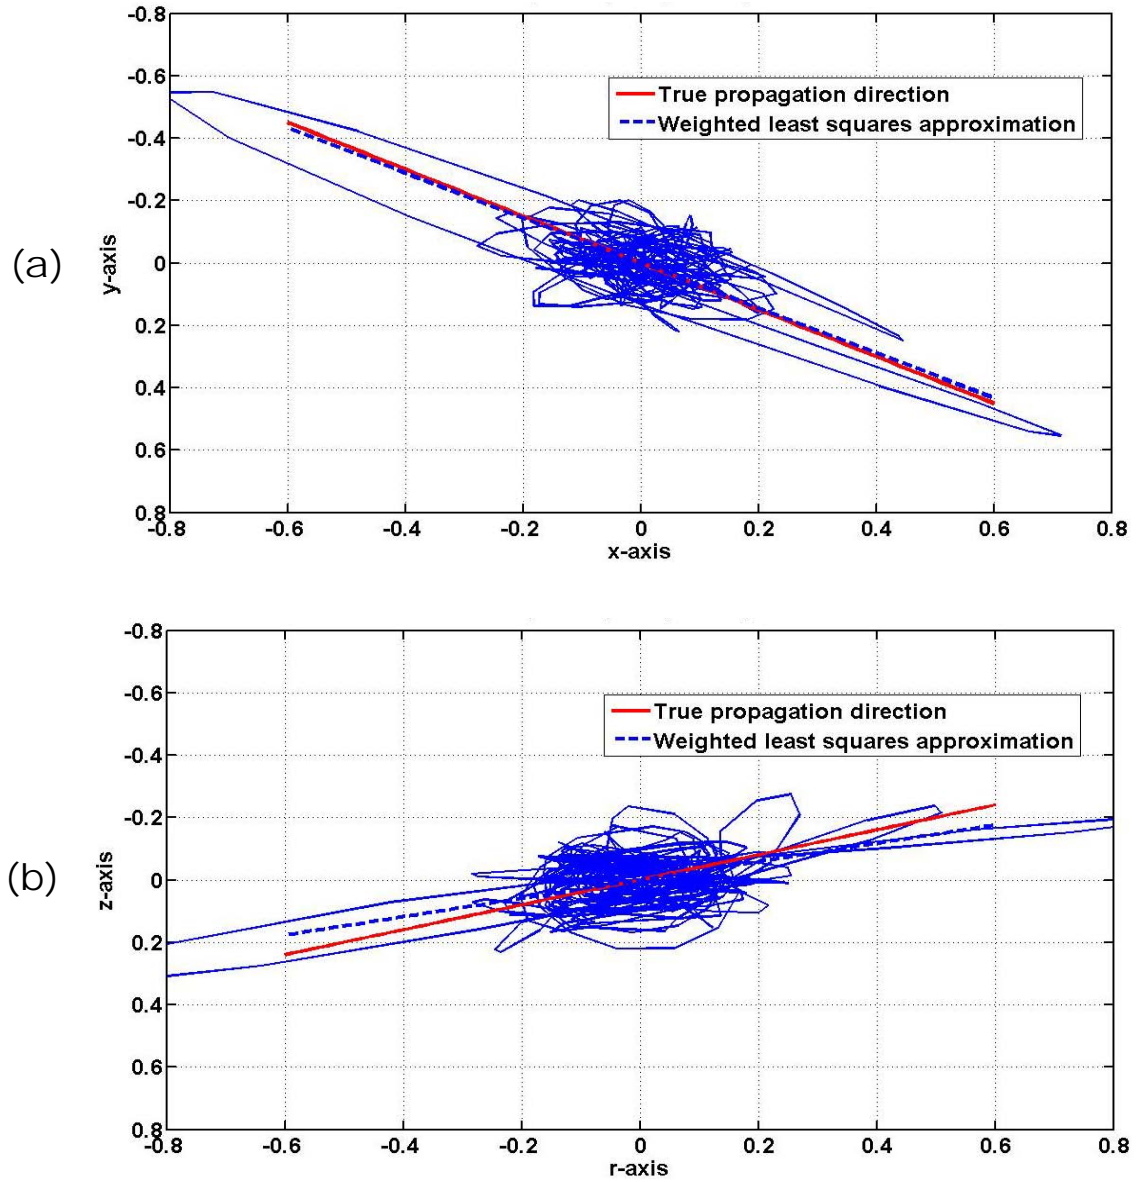 (a)
-0.8
-0.6
-0.4
-0.2
0
0.2
0.4
0.6
0.8
y-axis
True propagation direction
Weighted least squares approximation
-0.8 -0.6 -0.4 -0.2 0 0.2 0.4 0.6 0.8
x-axis
(b)
-0.8
-0.6
-0.4
-0.2
0
0.2
0.4
0.6
0.8
z-axis
True propagation direction
Weighted least squares approximation
-0.8 -0.6 -0.4 -0.2 0 0.2 0.4 0.6 0.8
r-axis